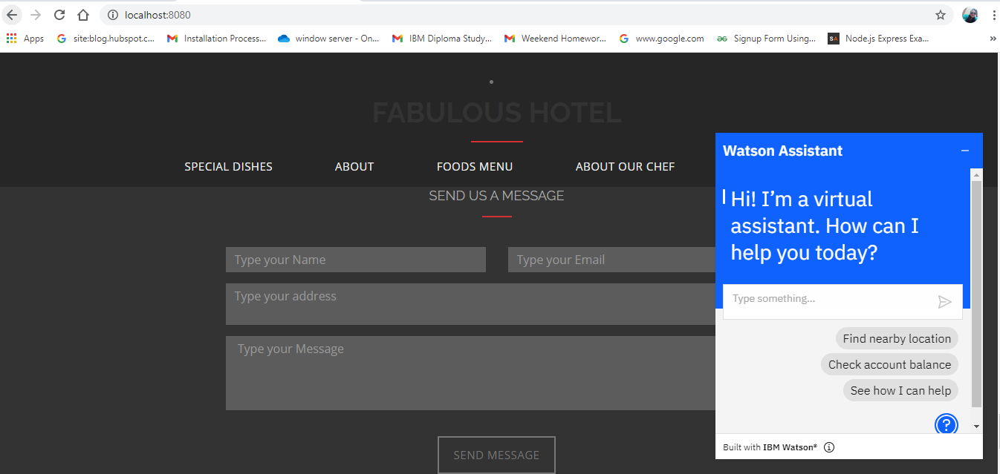 localhost:8080
Apps
site:blog.hubspot.c...
Installation Process...
window server - On...
IBM Diploma Study...
Weekend Homewor...
www.google.com
Signup Form Using...
SA
Node.js Express Exa...
FABULOUS HOTEL
SPECIAL DISHES
ABOUT
FOODS MENU
ABOUT OUR CHEF
SEND US A MESSAGE
Type your Name
Type your Email
Type your address
Type your Message
SEND MESSAGE
Watson Assistant
Hi! I’m a virtual
assistant. How can I
help you today?
Type something...
Find nearby location
Check account balance
See how I can help
Built with IBM Watson®